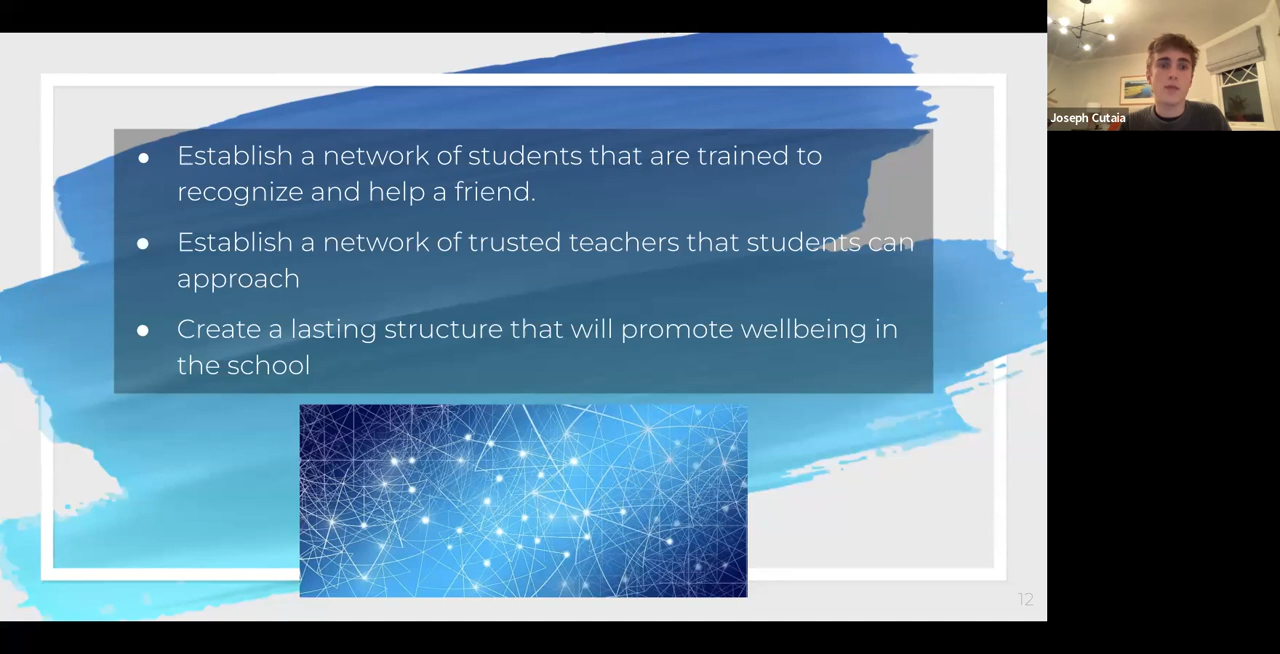 ● Establish a network of students that are trained to
recognize and help a friend.
● Establish a network of trusted teachers that students can
approach
● Create a lasting structure that will promote wellbeing in
the school
12
Joseph Cutaia